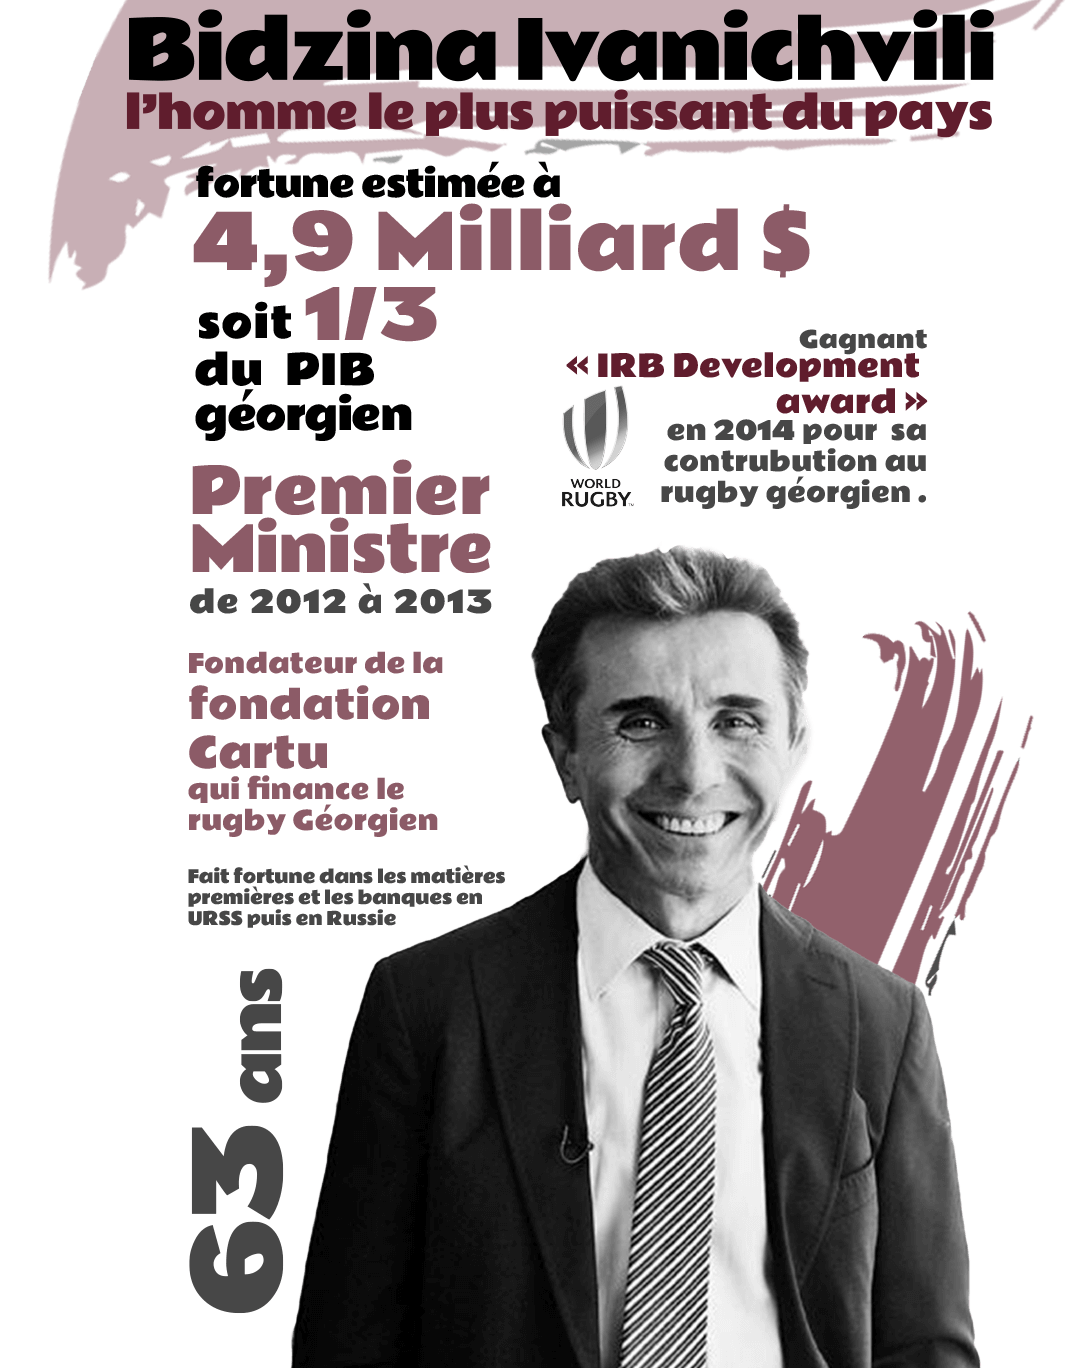 Bidzina Ivanichvili
l'homme le plus puissant du pays
fortune estimée à
4,9 Milliard $
soit 1/3
du PIB
géorgien
Gagnant
« IRB Development
award »
en 2014 pour sa
contrubution au
rugby géorgien .
WORLD
RUGBY™
Premier
Ministre
de 2012 à 2013
Fondateur de la
fondation
Cartu
qui finance le
rugby Géorgien
Fait fortune dans les matières
premières et les banques en
URSS puis en Russie
63 ans